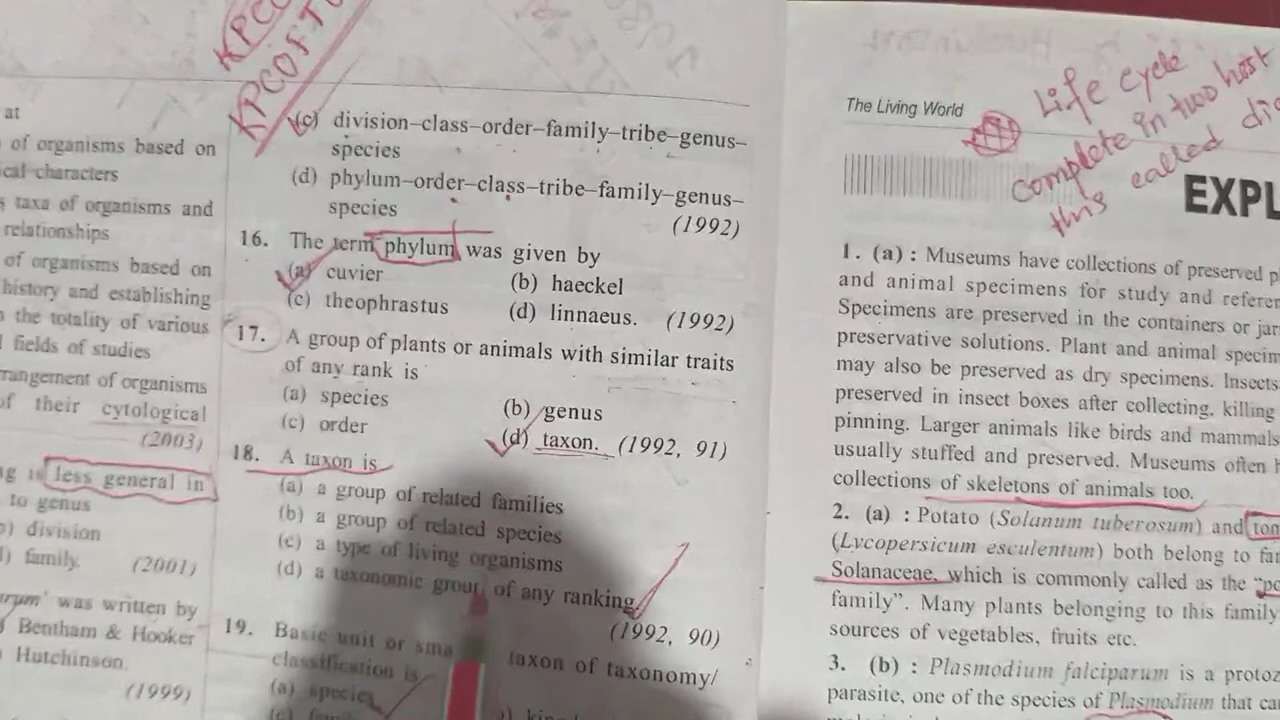 KPCOFT
at
of organisms based on
cal characters
s taxa of organisms and
relationships
of organisms based on
history and establishing
the totality of various
fields of studies
rangement of organisms
of their cytological
(2003)
less general in
to genus
division
family. (2001)
was written by
Bentham & Hooker
Hutchinson.
(1999)
(c) division–class–order–family–tribe–genus–
species
(d) phylum–order–class–tribe–family–genus–
species
(1992)
16. The term phylum was given by
(a) cuvier (b) haeckel
(c) theophrastus (d) linnaeus. (1992)
17. A group of plants or animals with similar traits
of any rank is
(a) species (b) genus
(c) order (d) taxon. (1992, 91)
18. A taxon is
(a) a group of related families
(b) a group of related species
(c) a type of living organisms
(d) a taxonomic group of any ranking.
(1992, 90)
19. Basic unit or sma taxon of taxonomy/
classification is
(a) species
The Living World
Life cycle
complete in two host
this called
EXPL
1. (a) : Museums have collections of preserved p
and animal specimens for study and refere
Specimens are preserved in the containers or jar
preservative solutions. Plant and animal specim
may also be preserved as dry specimens. Insects
preserved in insect boxes after collecting, killing
pinning. Larger animals like birds and mammals
usually stuffed and preserved. Museums often h
collections of skeletons of animals too.
2. (a) : Potato (Solanum tuberosum) and tom
(Lycopersicum esculentum) both belong to fam
Solanaceae, which is commonly called as the “po
family”. Many plants belonging to this family
sources of vegetables, fruits etc.
3. (b) : Plasmodium falciparum is a protoz
parasite, one of the species of Plasmodium that ca